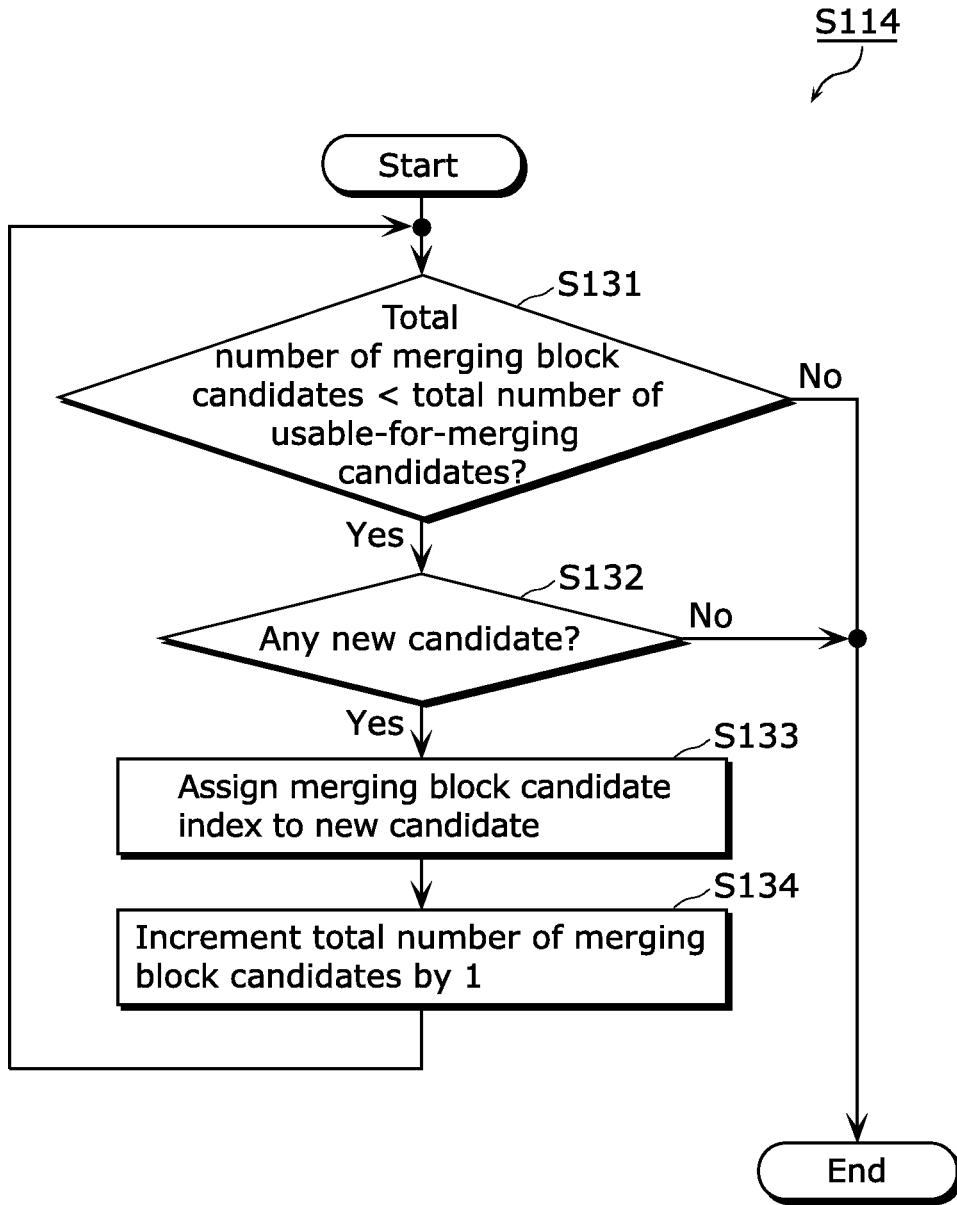 S114
Start
S131
Total
number of merging block
candidates < total number of
usable-for-merging
candidates?
No
Yes
S132
Any new candidate?
No
Yes
S133
Assign merging block candidate
index to new candidate
S134
Increment total number of merging
block candidates by 1
End